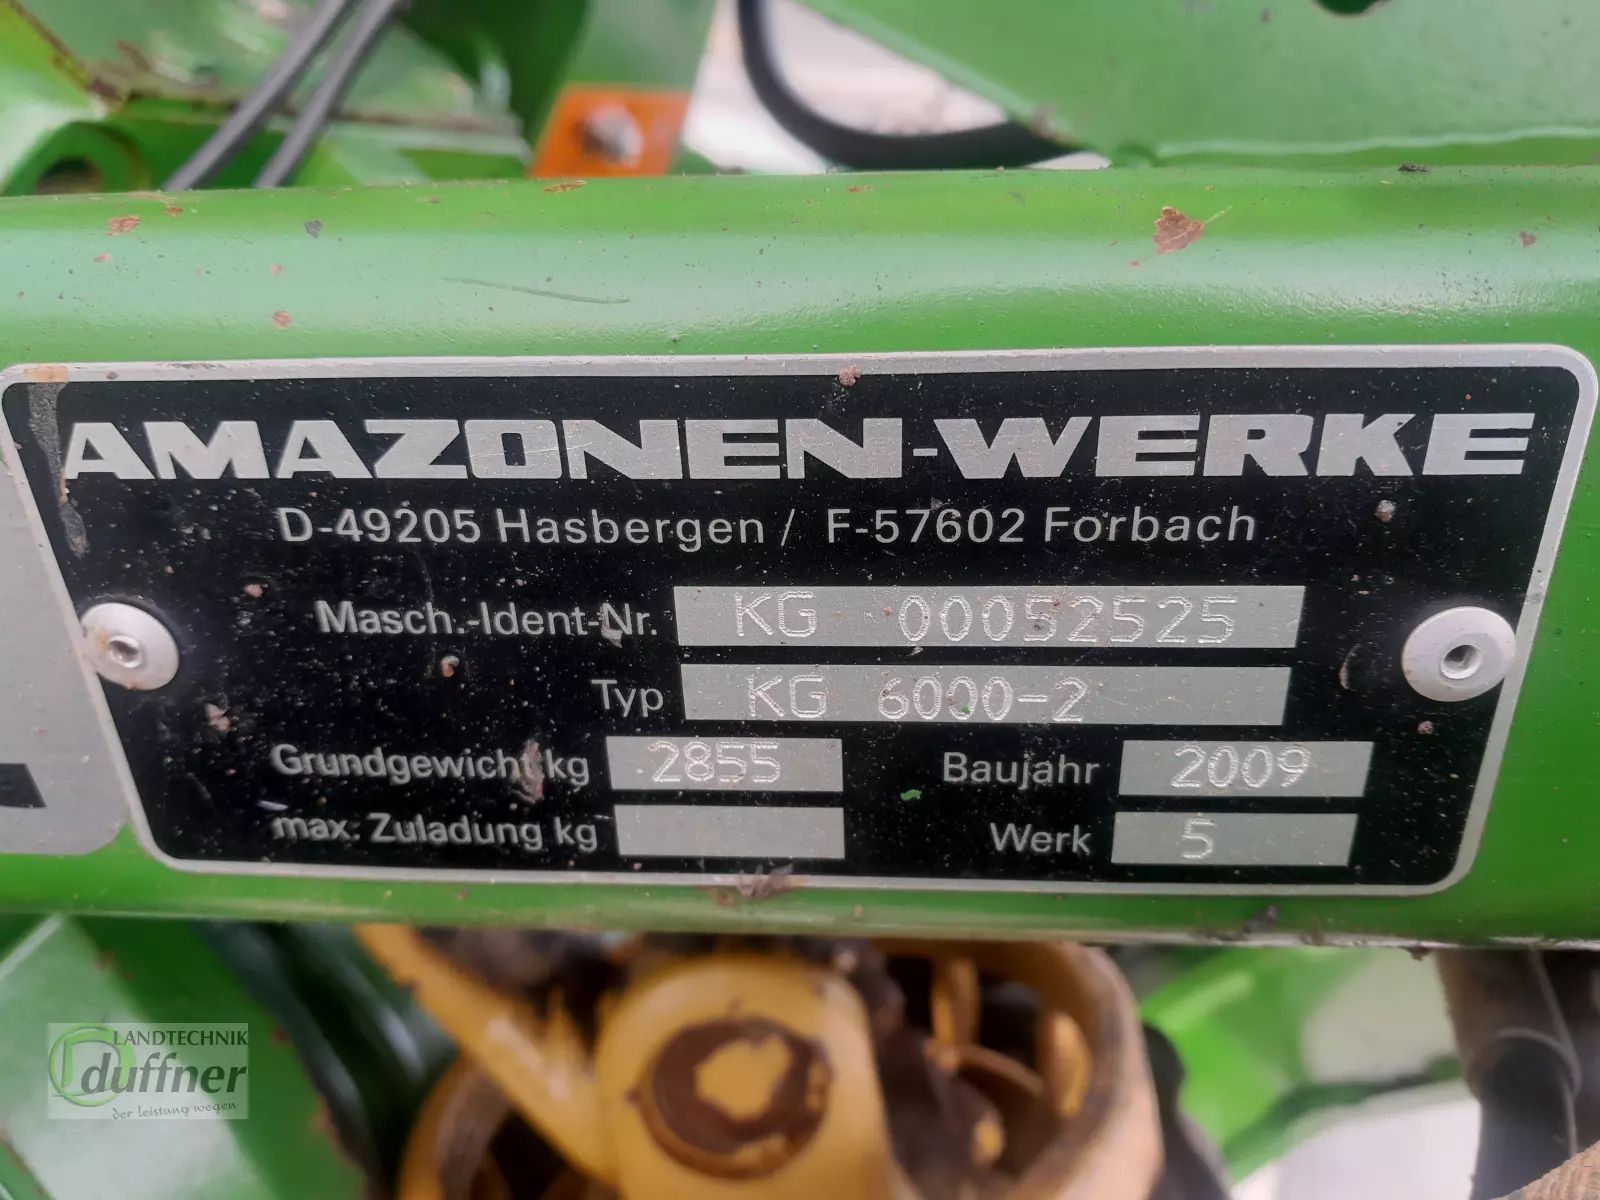 AMAZONEN-WERKE
D-49205 Hasbergen / F-57602 Forbach
Masch.-Ident-Nr. KG 00052525
Typ KG 6000-2
Grundgewicht kg 2855 Baujahr 2009
max. Zuladung kg Werk 5
LANDTECHNIK
duffner
der leistung wegen